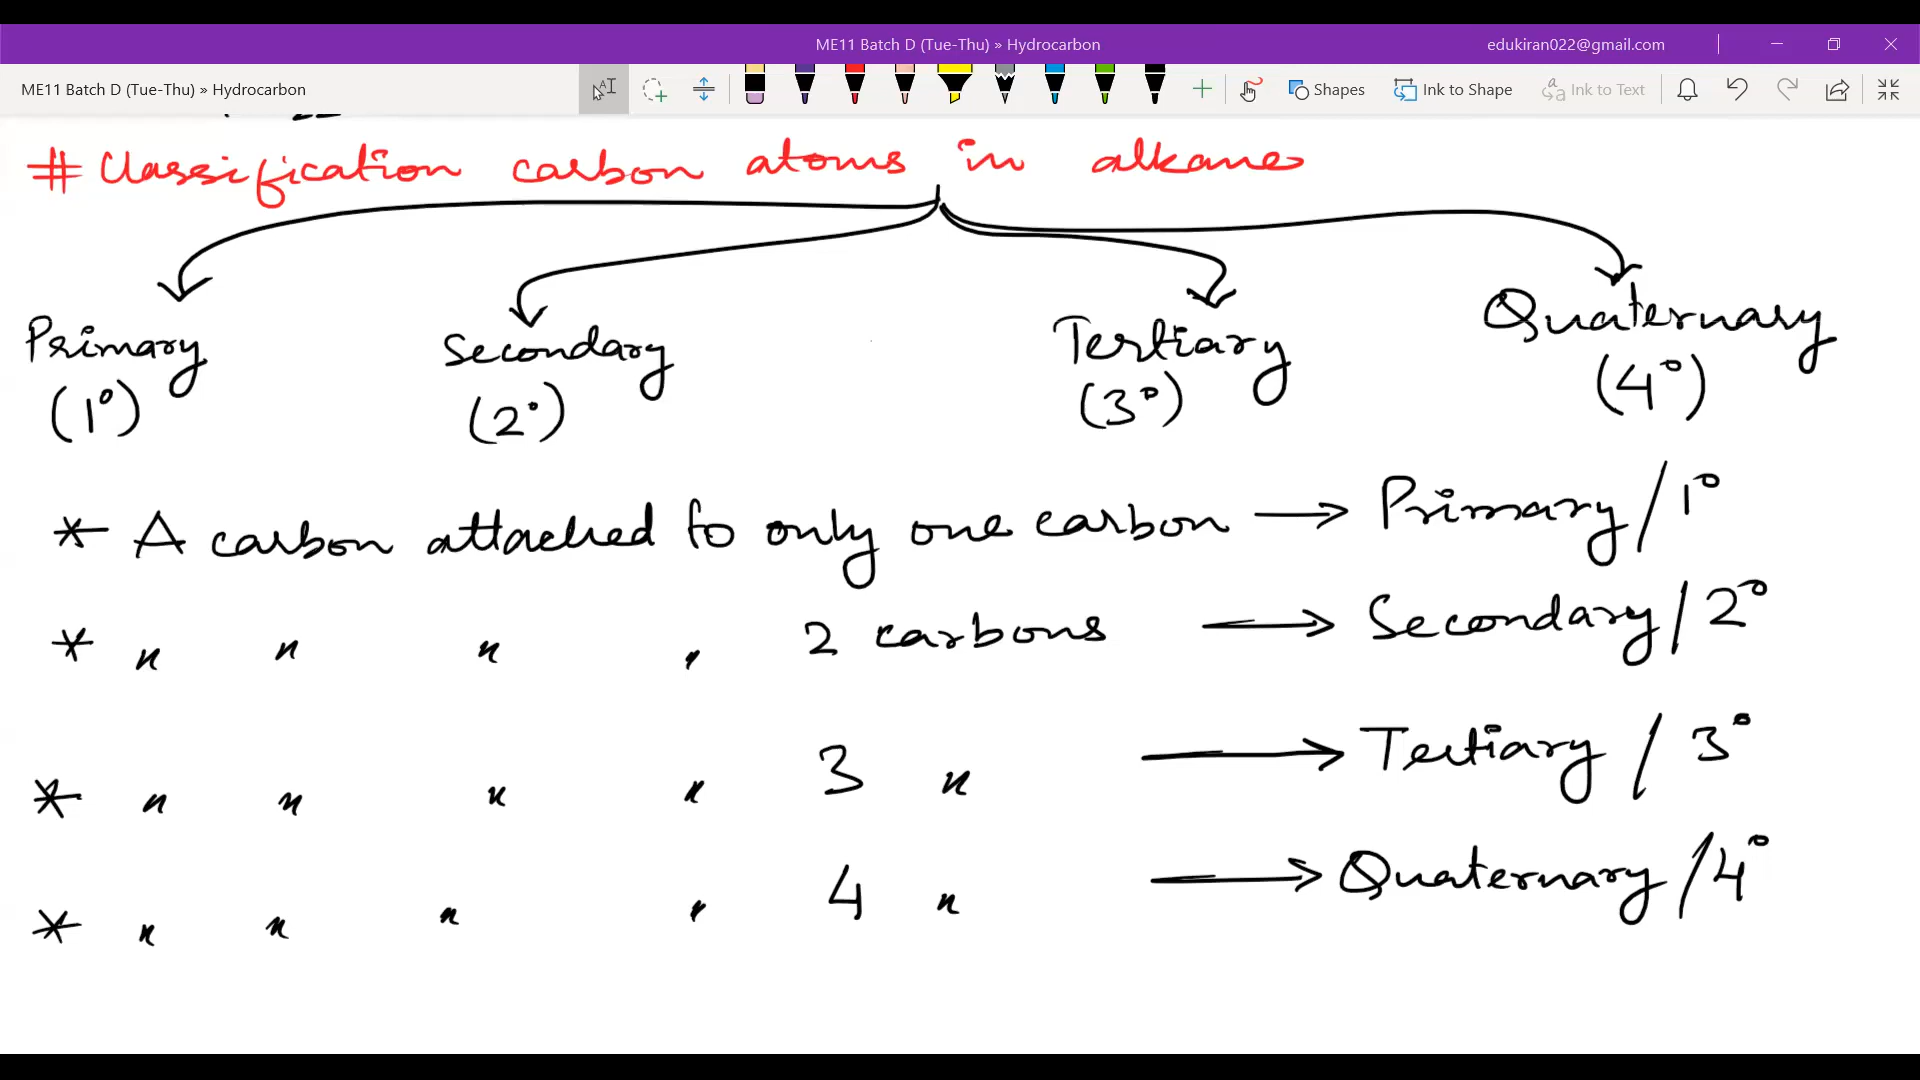 ME11 Batch D (Tue-Thu) » Hydrocarbon
edukiran022@gmail.com
ME11 Batch D (Tue-Thu) » Hydrocarbon
Shapes
Ink to Shape
Ink to Text
# Classification carbon atoms in alkanes
Primary Secondary Tertiary Quaternary
(1°) (2°) (3°) (4°)
* A carbon attached to only one carbon → Primary / 1°
* " " " " 2 carbons → Secondary / 2°
* " " " " 3 " → Tertiary / 3°
* " " " " 4 " → Quaternary / 4°